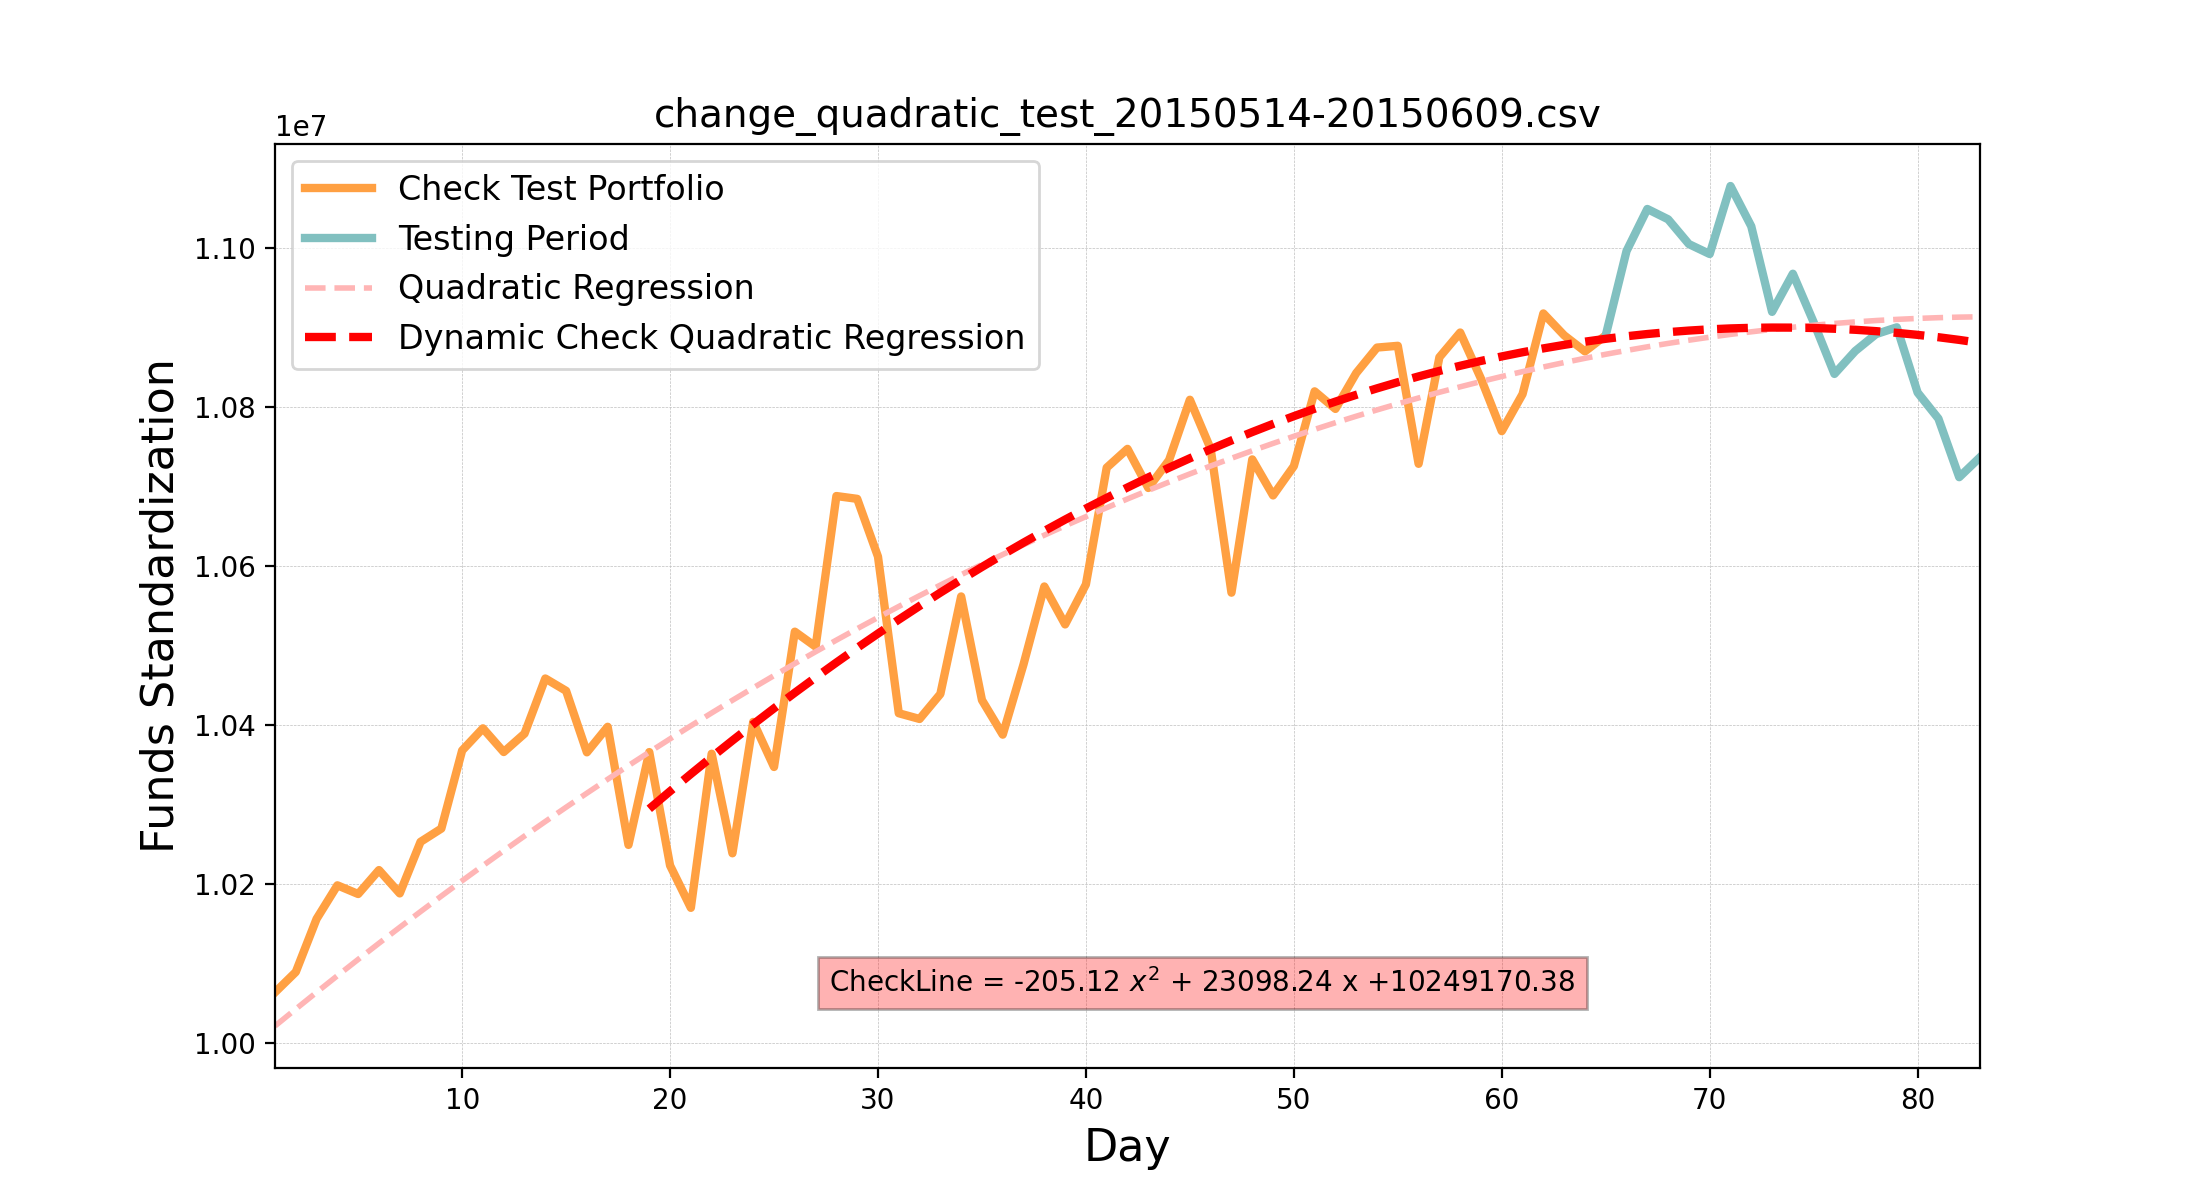 change_quadratic_test_20150514-20150609.csv
1e7
Check Test Portfolio
Testing Period
Quadratic Regression
Dynamic Check Quadratic Regression
Funds Standardization
1.10
1.08
1.06
1.04
1.02
1.00
CheckLine = -205.12 x² + 23098.24 x +10249170.38
10 20 30 40 50 60 70 80
Day